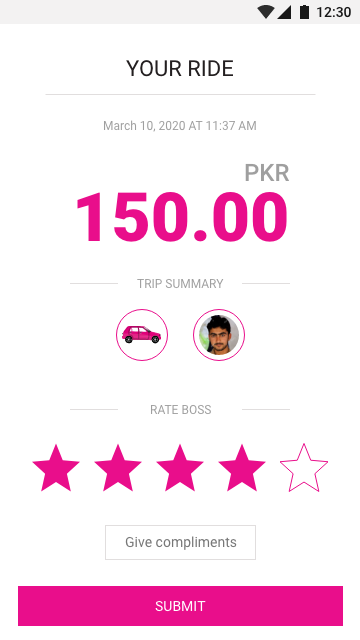 12:30
YOUR RIDE
March 10, 2020 AT 11:37 AM
PKR
150.00
TRIP SUMMARY
RATE BOSS
Give compliments
SUBMIT